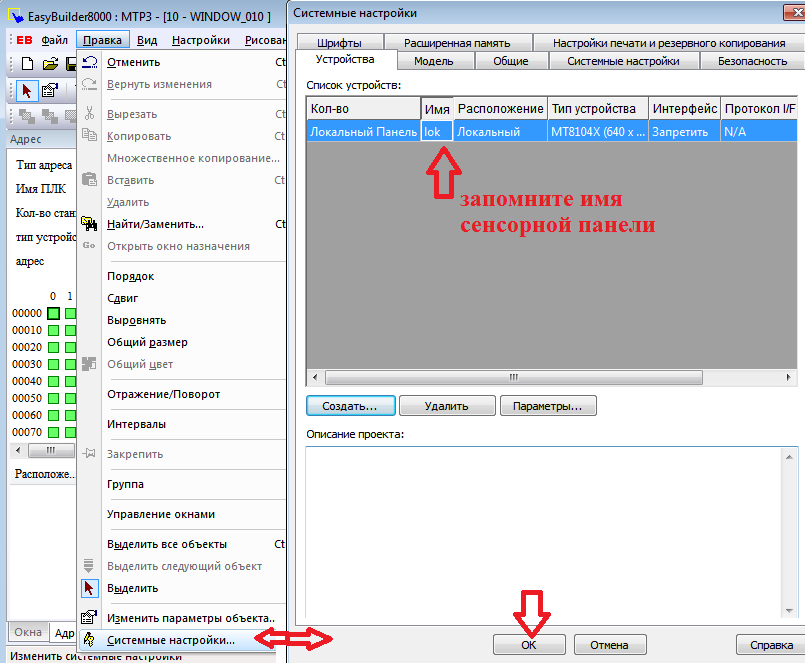 EasyBuilder8000 : MTP3 - [10 - WINDOW_010 ]
EB Файл Правка Вид Настройки Рисован
Адрес
Тип адреса
Имя ПЛК
Кол-во стан
тип устройс
адрес
0 1
00000
00010
00020
00030
00040
00050
00060
00070
Расположе..
Окна Адр
Изменить системные настройки
Отменить Ct
Вернуть изменения Ct
Вырезать Ct
Копировать Ct
Множественное копирование...
Вставить Ct
Удалить
Найти/Заменить... Ct
Go Открыть окно назначения
Порядок
Сдвиг
Выровнять
Общий размер
Общий цвет
Отражение/Поворот
Интервалы
Закрепить
Группа
Управление окнами
Выделить все объекты Ct
Выделить следующий объект
Выделить
Изменить параметры объекта..
Системные настройки...
Системные настройки
Шрифты Расширенная память Настройки печати и резервного копирования
Устройства Модель Общие Системные настройки Безопасность
Список устройств:
Кол-во Имя Расположение Тип устройства Интерфейс Протокол I/F
Локальный Панель lok Локальный MT8104X (640 x ... Запретить N/A
запомните имя
сенсорной панели
Создать... Удалить Параметры...
Описание проекта:
ОК Отмена Справка